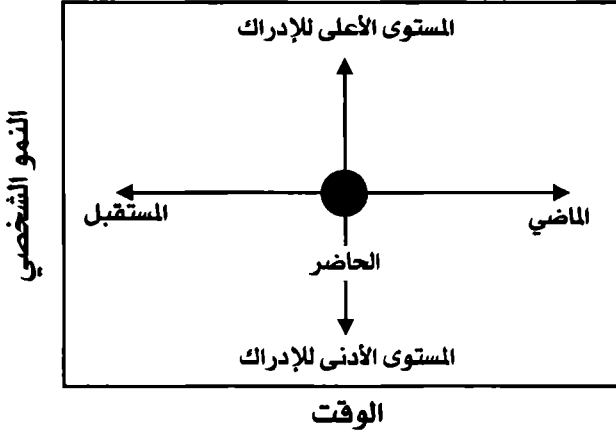 المستوى الأعلى للإدراك
النمو الشخصي
الماضي
المستقبل
الحاضر
المستوى الأدنى للإدراك
الوقت